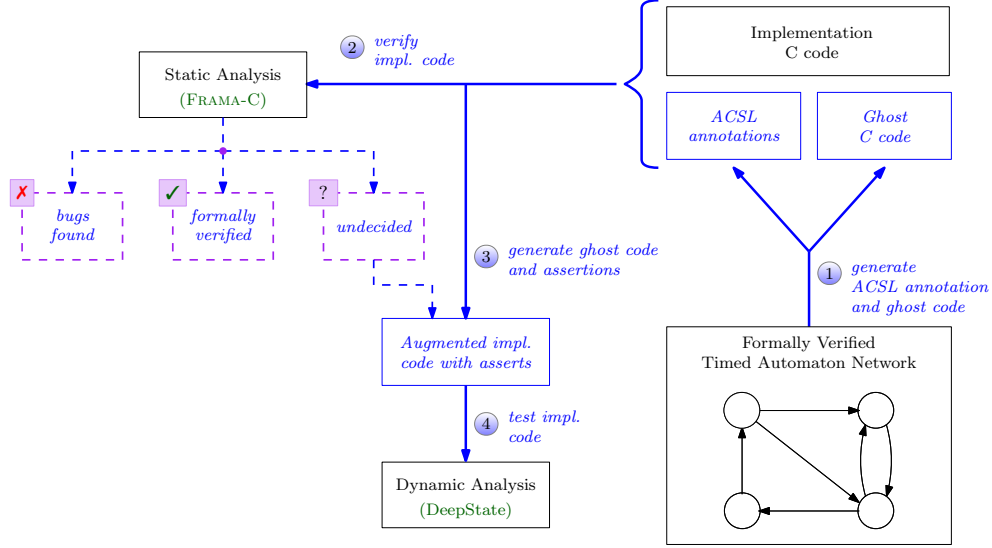 Implementation
C code
2
verify
impl. code
Static Analysis
(FRAMA-C)
ACSL
annotations
Ghost
C code
✗
bugs
found
✓
formally
verified
?
undecided
3
generate ghost code
and assertions
1
generate
ACSL annotation
and ghost code
Augmented impl.
code with asserts
Formally Verified
Timed Automaton Network
4
test impl.
code
Dynamic Analysis
(DeepState)